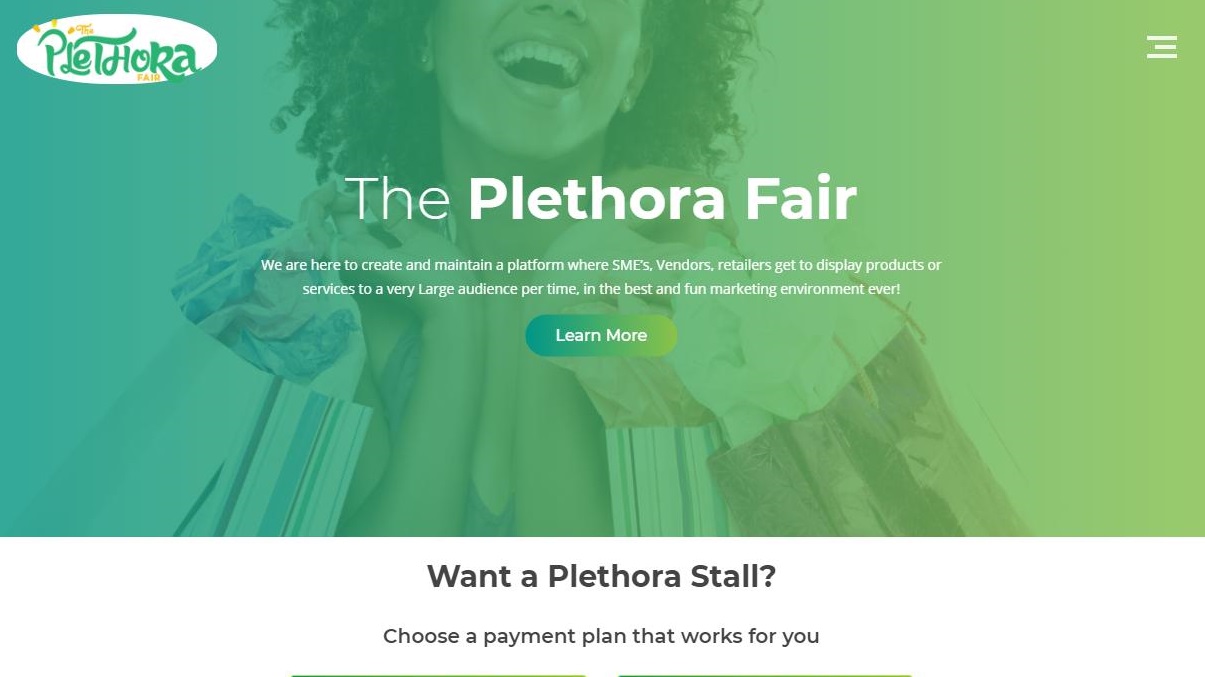 The
Plethora
FAIR
The Plethora Fair
We are here to create and maintain a platform where SME's, Vendors, retailers get to display products or
services to a very Large audience per time, in the best and fun marketing environment ever!
Learn More
Want a Plethora Stall?
Choose a payment plan that works for you